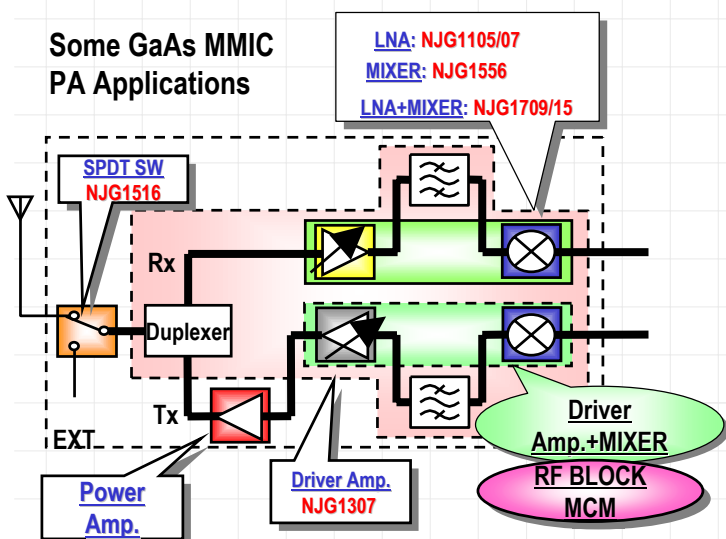 Some GaAs MMIC
PA Applications
LNA: NJG1105/07
MIXER: NJG1556
LNA+MIXER: NJG1709/15
SPDT SW
NJG1516
Rx
Duplexer
Tx
EXT
Power
Amp.
Driver Amp.
NJG1307
Driver
Amp.+MIXER
RF BLOCK
MCM